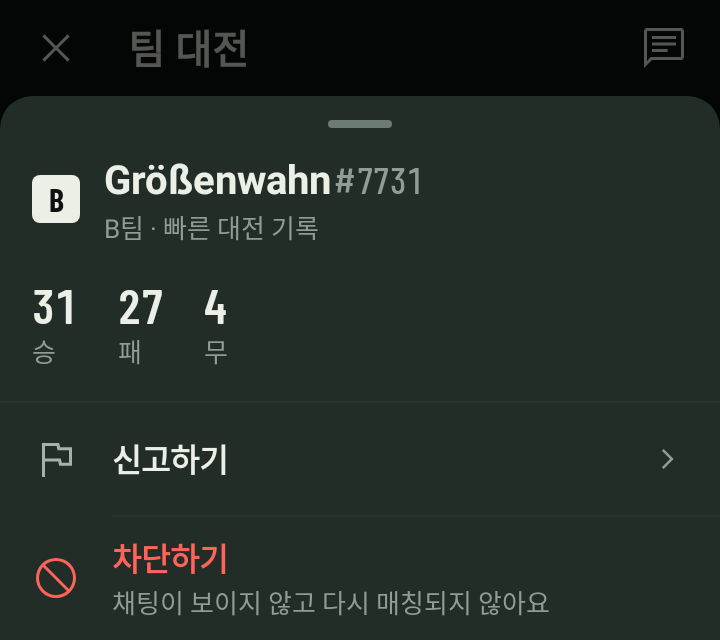 팀 대전
B
Größenwahn#7731
B팀 · 빠른 대전 기록
31 27 4
승 패 무
신고하기
차단하기
채팅이 보이지 않고 다시 매칭되지 않아요